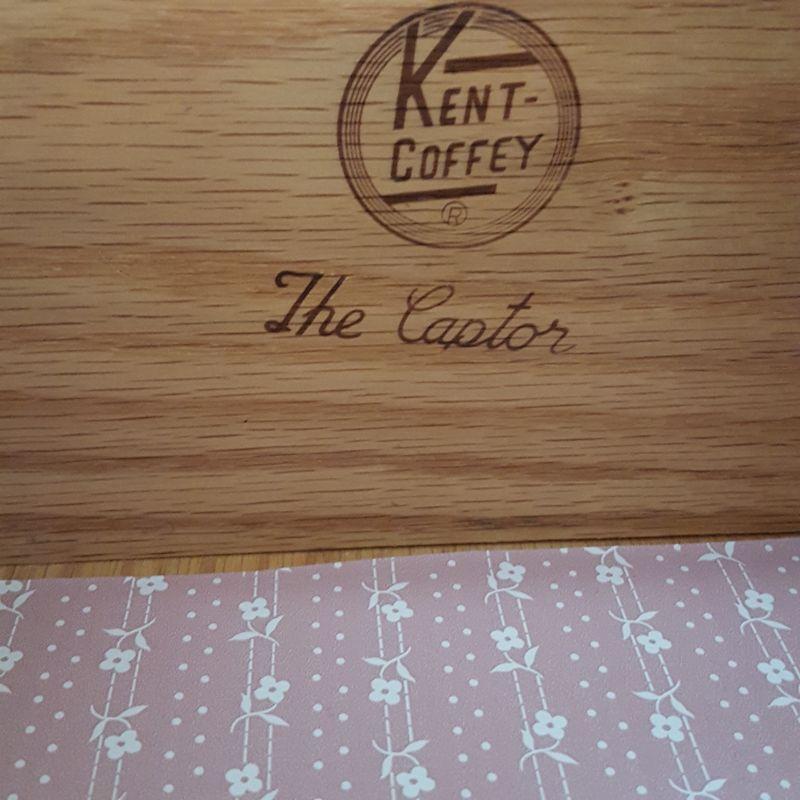 KENT-
COFFEY
®
The Captor